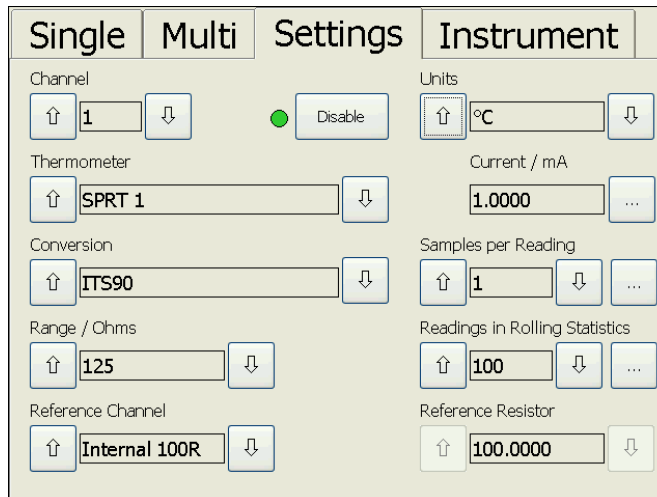 Single Multi Settings Instrument
Channel Units
1 Disable °C
Thermometer Current / mA
SPRT 1 1.0000 ...
Conversion Samples per Reading
ITS90 1 ...
Range / Ohms Readings in Rolling Statistics
125 100 ...
Reference Channel Reference Resistor
Internal 100R 100.0000